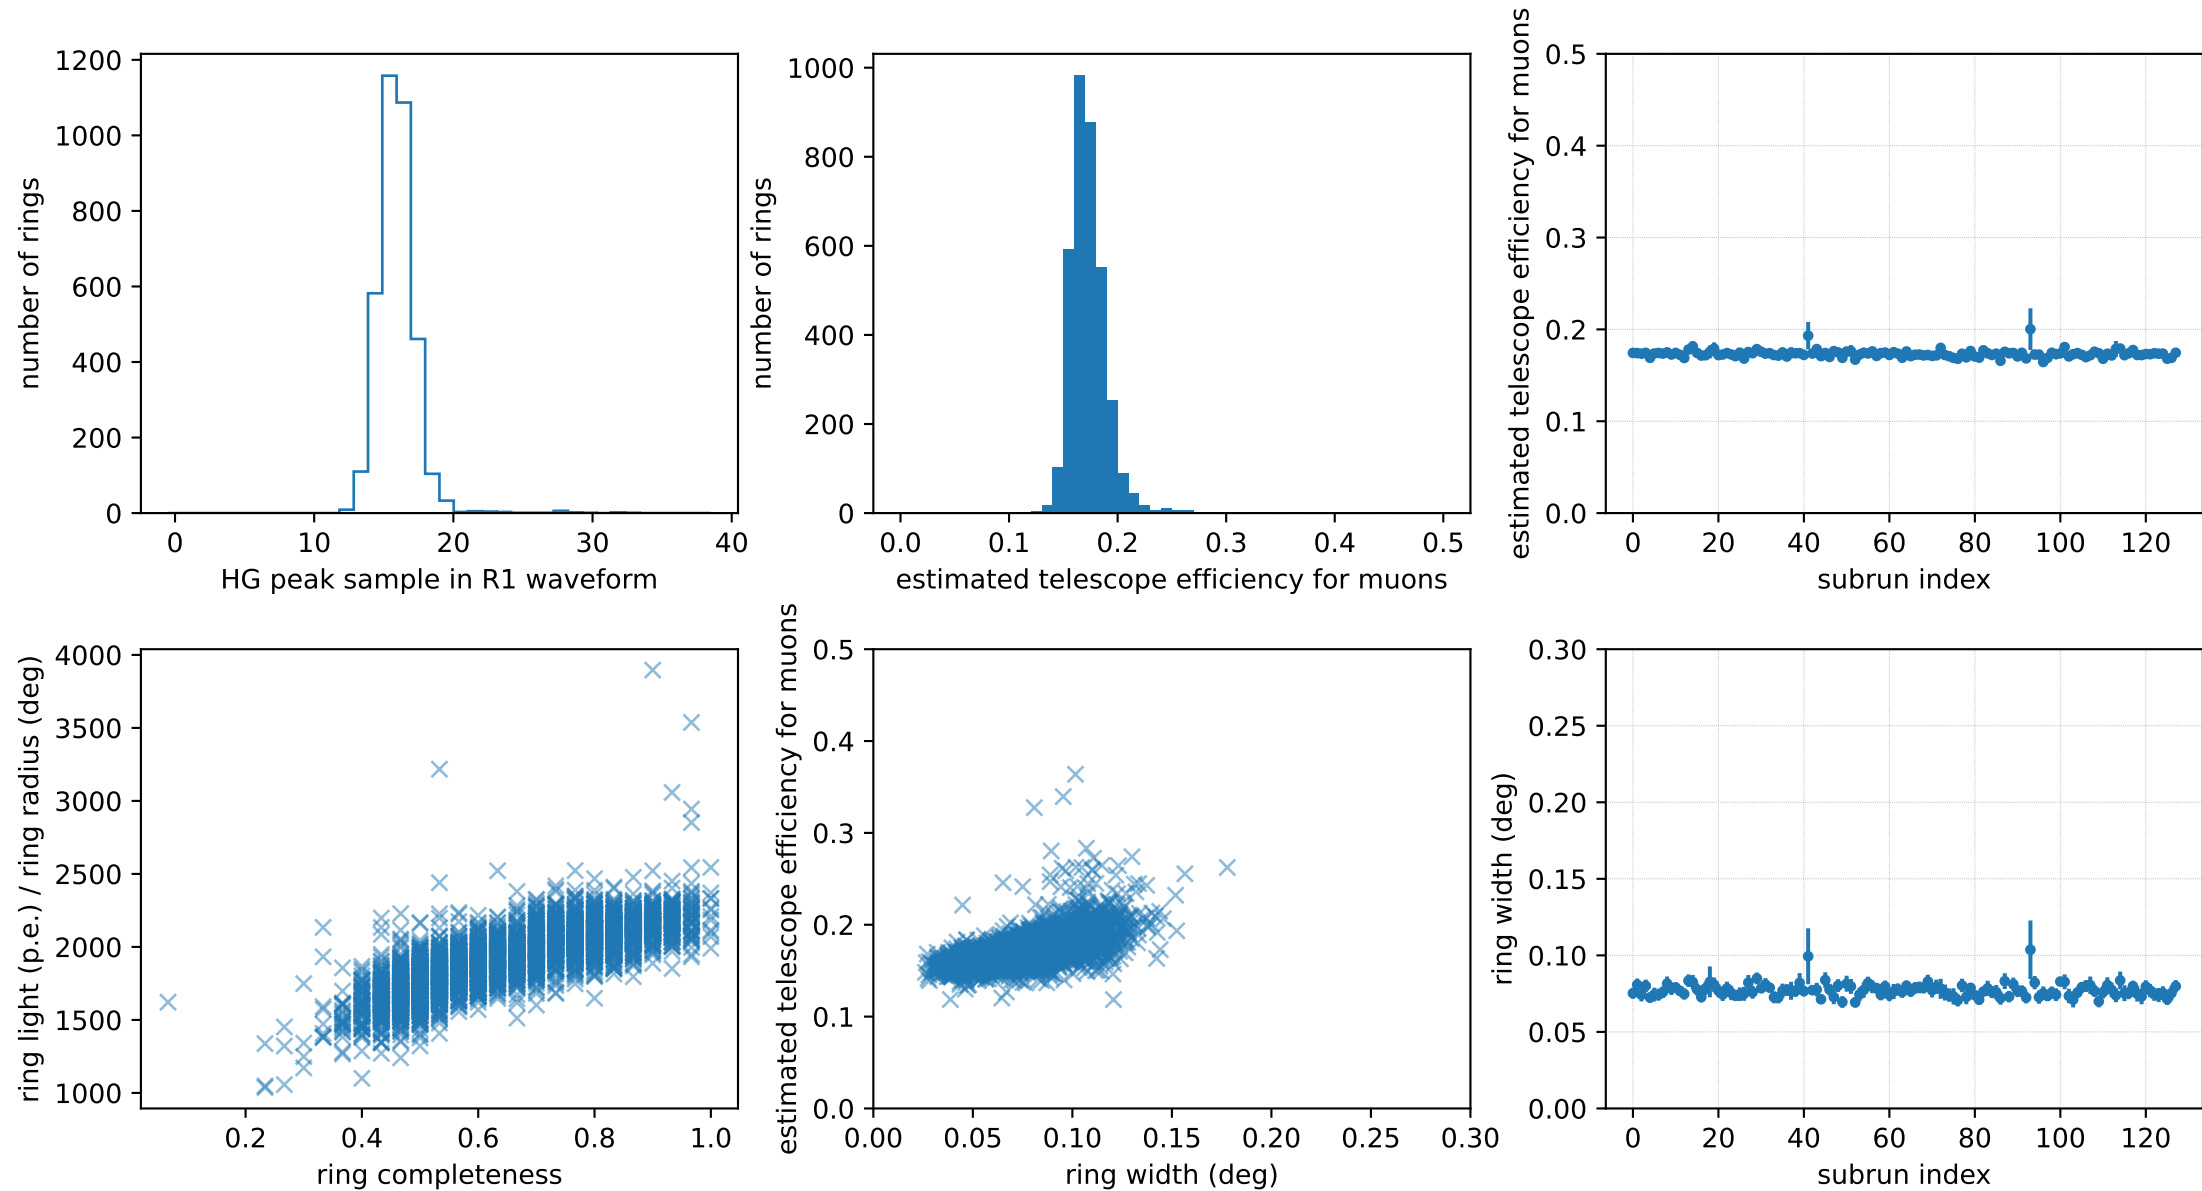 number of rings
1200
1000
800
600
400
200
0
0 10 20 30 40
HG peak sample in R1 waveform
number of rings
1000
800
600
400
200
0
0.0 0.1 0.2 0.3 0.4 0.5
estimated telescope efficiency for muons
estimated telescope efficiency for muons
0.5
0.4
0.3
0.2
0.1
0.0
0 20 40 60 80 100 120
subrun index
ring light (p.e.) / ring radius (deg)
4000
3500
3000
2500
2000
1500
1000
0.2 0.4 0.6 0.8 1.0
ring completeness
estimated telescope efficiency for muons
0.5
0.4
0.3
0.2
0.1
0.0
0.00 0.05 0.10 0.15 0.20 0.25 0.30
ring width (deg)
ring width (deg)
0.30
0.25
0.20
0.15
0.10
0.05
0.00
0 20 40 60 80 100 120
subrun index